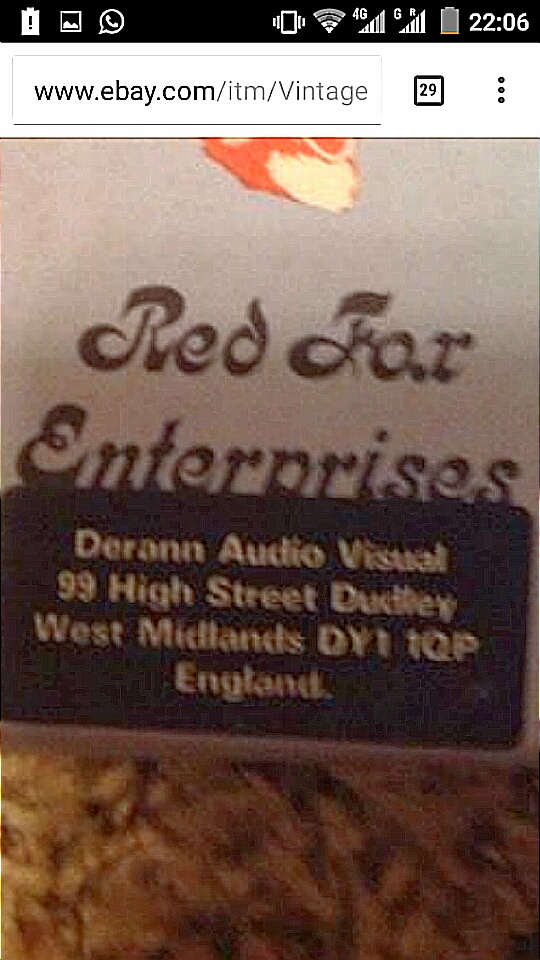 4G G R 22:06
www.ebay.com/itm/Vintage 29
Red Fox
Enterprises
Derann Audio Visual
99 High Street Dudley
West Midlands DY1 1QP
England.